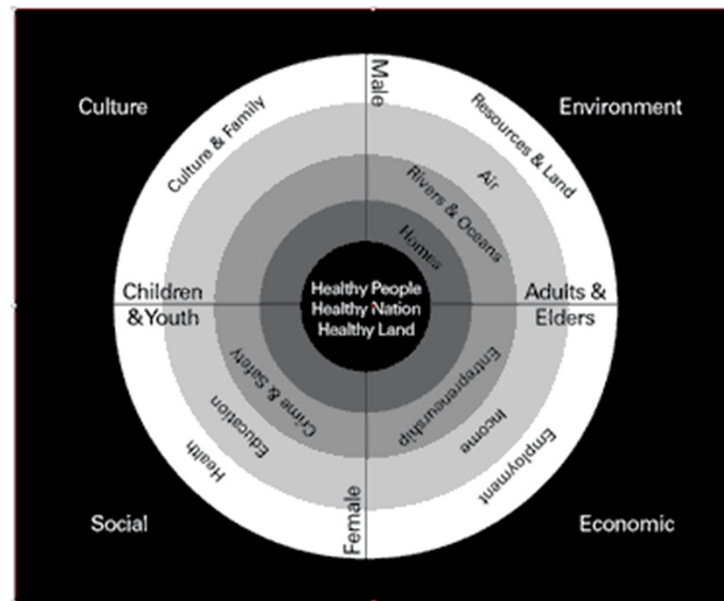 Culture
Environment
Male
Culture & Family
Resources & Land
Air
Rivers & Oceans
Homes
Children
& Youth
Healthy People
Healthy Nation
Healthy Land
Adults &
Elders
Crime & Safety
Education
Health
Entrepreneurship
Income
Employment
Female
Social
Economic